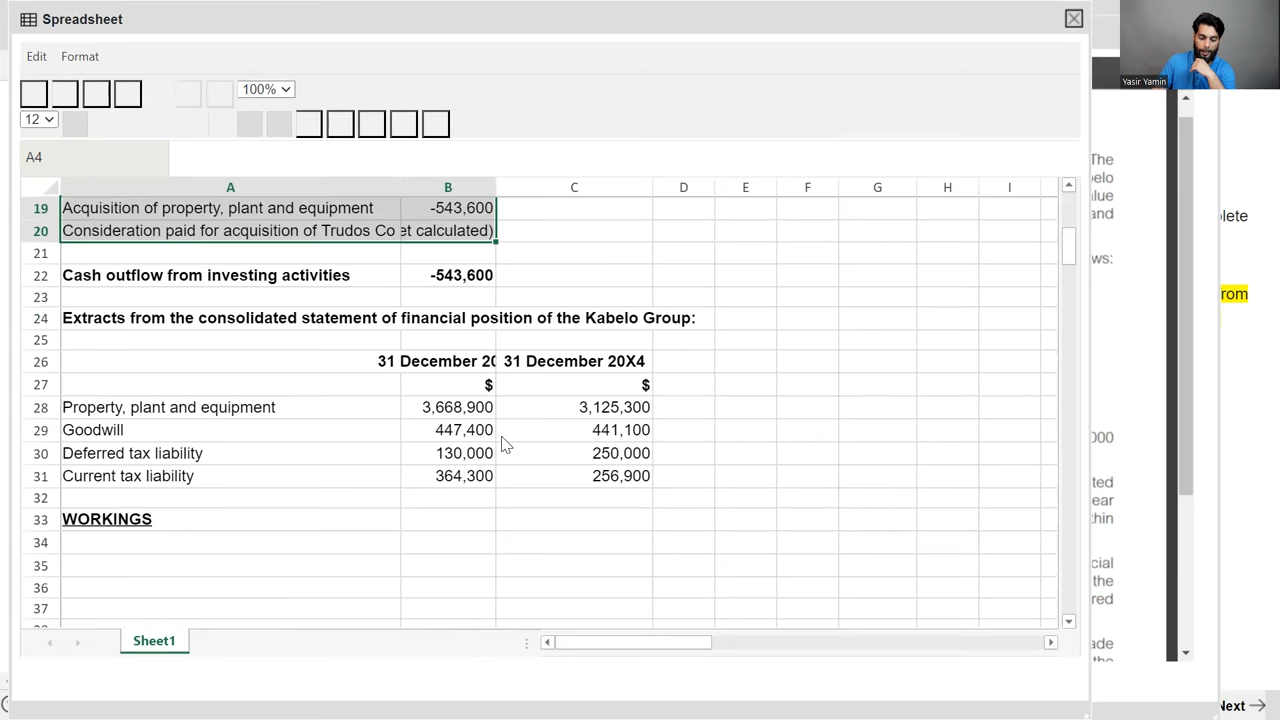 Spreadsheet
Yasir Yamin
Edit Format
100%
12
A4
The
A B C D F E G H I
19 Acquisition of property, plant and equipment -543,600
20 Consideration paid for acquisition of Trudos Co et calculated)
21
22 Cash outflow from investing activities -543,600
23
24 Extracts from the consolidated statement of financial position of the Kabelo Group:
25
26 31 December 20 31 December 20X4
27 $ $
28 Property, plant and equipment 3,668,900 3,125,300
29 Goodwill 447,400 441,100
30 Deferred tax liability 130,000 250,000
31 Current tax liability 364,300 256,900
32
33 WORKINGS
34
35
36
37
Sheet1
and
ws:
rom
000
ted
ear
cial
the
red
Next